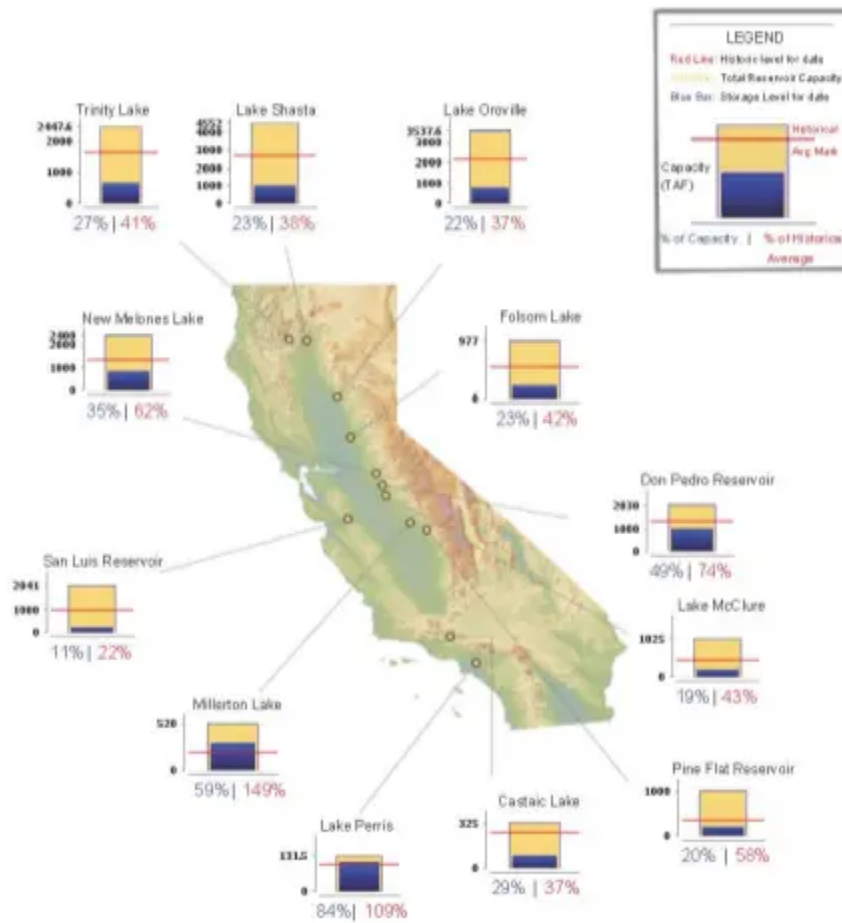 LEGEND
Red Line: Historic level for date
Total Reservoir Capacity
Blue Bar: Storage Level for date
Historical
Avg Mark
Capacity
(TAF)
% of Capacity | % of Historical
Average
Trinity Lake
2447.6
2000
1000
0
27% | 41%
Lake Shasta
4552
4000
3000
2000
1000
0
23% | 38%
Lake Oroville
3537.6
3000
2000
1000
0
22% | 37%
New Melones Lake
2400
2000
1000
0
35% | 62%
Folsom Lake
977
0
23% | 42%
Don Pedro Reservoir
2030
1000
0
49% | 74%
San Luis Reservoir
2041
1000
0
11% | 22%
Lake McClure
1025
0
19% | 43%
Millerton Lake
520
0
59% | 149%
Pine Flat Reservoir
1000
0
20% | 58%
Castaic Lake
325
0
29% | 37%
Lake Perris
131.5
0
84% | 109%